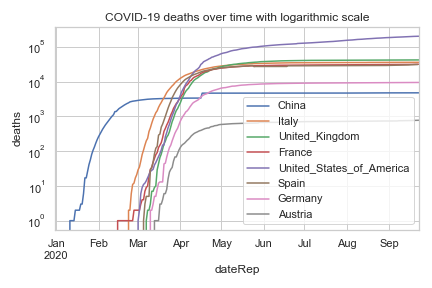 COVID-19 deaths over time with logarithmic scale
deaths
10^5
10^4
10^3
10^2
10^1
10^0
China
Italy
United_Kingdom
France
United_States_of_America
Spain
Germany
Austria
Jan Feb Mar Apr May Jun Jul Aug Sep
2020
dateRep